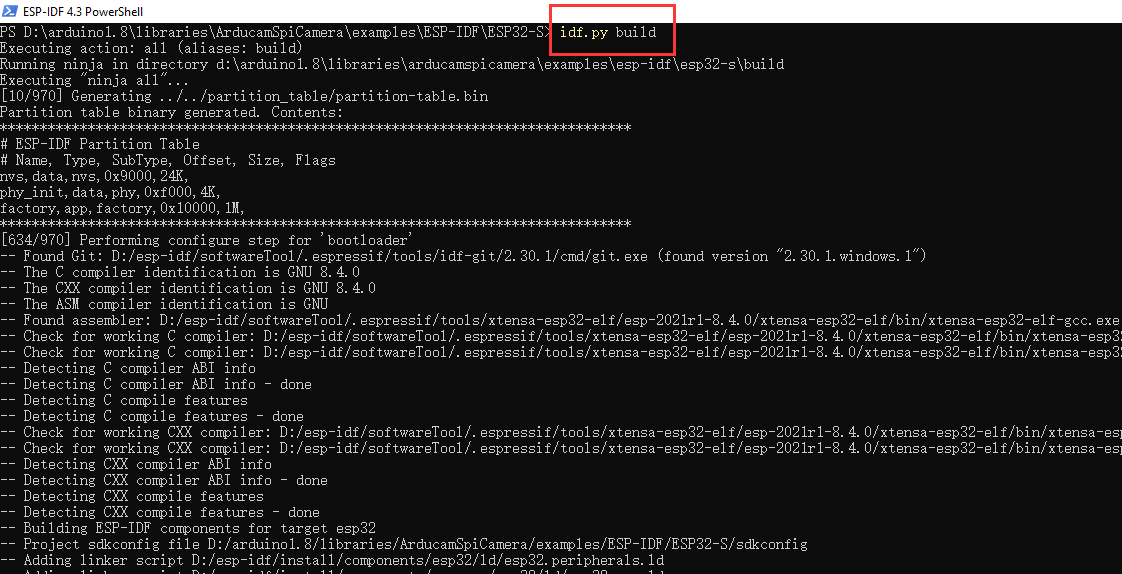 ESP-IDF 4.3 PowerShell
PS D:\arduino1.8\libraries\ArducamSpiCamera\examples\ESP-IDF\ESP32-S> idf.py build
Executing action: all (aliases: build)
Running ninja in directory d:\arduino1.8\libraries\arducamspicamera\examples\esp-idf\esp32-s\build
Executing "ninja all"...
[10/970] Generating ../../partition_table/partition-table.bin
Partition table binary generated. Contents:
*******************************************************************************
# ESP-IDF Partition Table
# Name, Type, SubType, Offset, Size, Flags
nvs,data,nvs,0x9000,24K,
phy_init,data,phy,0xf000,4K,
factory,app,factory,0x10000,1M,
*******************************************************************************
[634/970] Performing configure step for 'bootloader'
-- Found Git: D:/esp-idf/softwareTool/.espressif/tools/idf-git/2.30.1/cmd/git.exe (found version "2.30.1.windows.1")
-- The C compiler identification is GNU 8.4.0
-- The CXX compiler identification is GNU 8.4.0
-- The ASM compiler identification is GNU
-- Found assembler: D:/esp-idf/softwareTool/.espressif/tools/xtensa-esp32-elf/esp-2021r1-8.4.0/xtensa-esp32-elf/bin/xtensa-esp32-elf-gcc.exe
-- Check for working C compiler: D:/esp-idf/softwareTool/.espressif/tools/xtensa-esp32-elf/esp-2021r1-8.4.0/xtensa-esp32-elf/bin/xtensa-esp3
-- Check for working C compiler: D:/esp-idf/softwareTool/.espressif/tools/xtensa-esp32-elf/esp-2021r1-8.4.0/xtensa-esp32-elf/bin/xtensa-esp3
-- Detecting C compiler ABI info
-- Detecting C compiler ABI info - done
-- Detecting C compile features
-- Detecting C compile features - done
-- Check for working CXX compiler: D:/esp-idf/softwareTool/.espressif/tools/xtensa-esp32-elf/esp-2021r1-8.4.0/xtensa-esp32-elf/bin/xtensa-esp
-- Check for working CXX compiler: D:/esp-idf/softwareTool/.espressif/tools/xtensa-esp32-elf/esp-2021r1-8.4.0/xtensa-esp32-elf/bin/xtensa-esp
-- Detecting CXX compiler ABI info
-- Detecting CXX compiler ABI info - done
-- Detecting CXX compile features
-- Detecting CXX compile features - done
-- Building ESP-IDF components for target esp32
-- Project sdkconfig file D:/arduino1.8/libraries/ArducamSpiCamera/examples/ESP-IDF/ESP32-S/sdkconfig
-- Adding linker script D:/esp-idf/install/components/esp32/ld/esp32.peripherals.ld